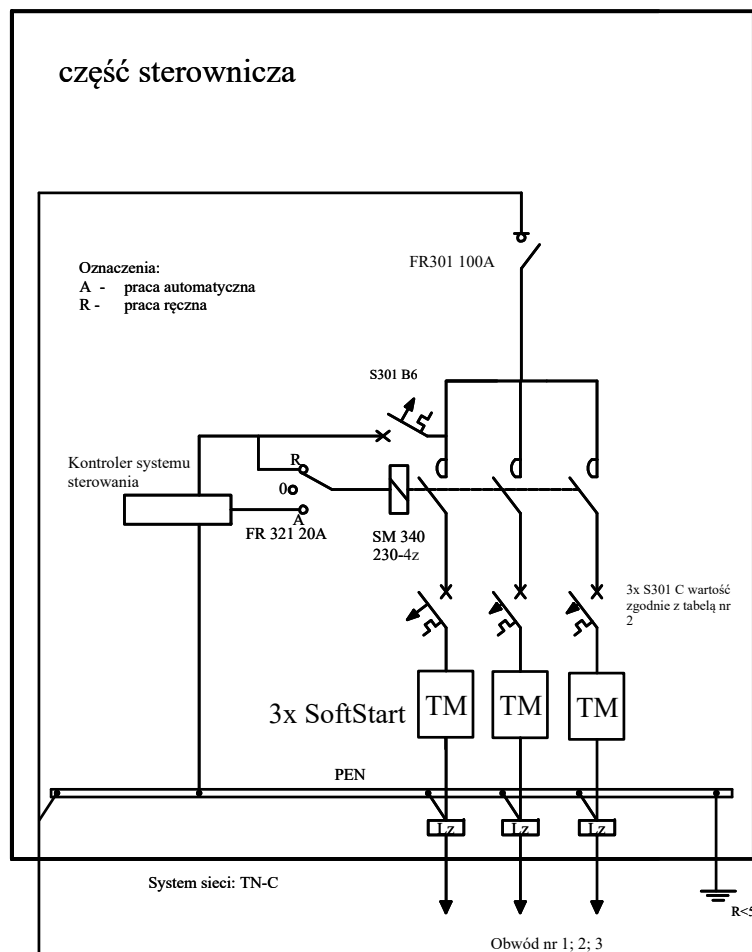 część sterownicza
FR301 100A
Oznaczenia:
A - praca automatyczna
R - praca ręczna
S301 B6
Kontroler systemu
sterowania
R
0
A
FR 321 20A
SM 340
230-4z
3x S301 C wartość
zgodnie z tabelą nr
2
3x SoftStart
TM TM TM
PEN
Lz Lz Lz
System sieci: TN-C
R<5
Obwód nr 1; 2; 3